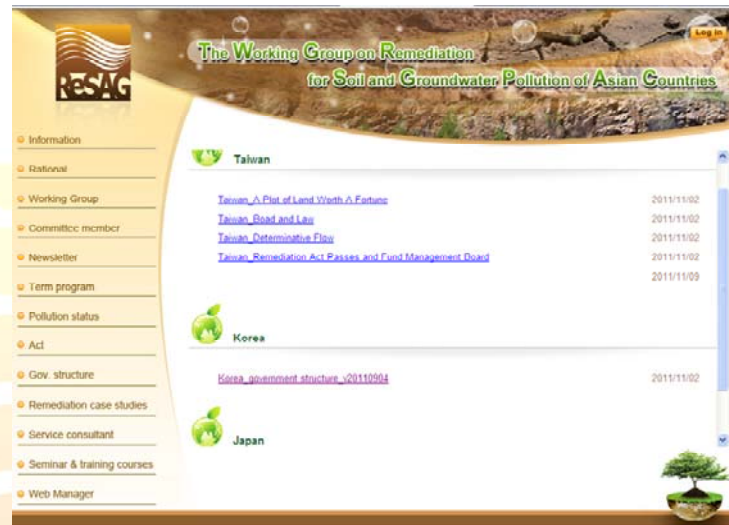 Log in
The Working Group on Remediation
for Soil and Groundwater Pollution of Asian Countries
ReSAG
Information
Rational
Working Group
Committee member
Newsletter
Term program
Pollution status
Act
Gov. structure
Remediation case studies
Service consultant
Seminar & training courses
Web Manager
Taiwan
Taiwan_A Plot of Land Worth A Fortune 2011/11/02
Taiwan_Boad and Law 2011/11/02
Taiwan_Determinative Flow 2011/11/02
Taiwan_Remediation Act Passes and Fund Management Board 2011/11/02
2011/11/09
Korea
Korea_government structure_v20110904 2011/11/02
Japan